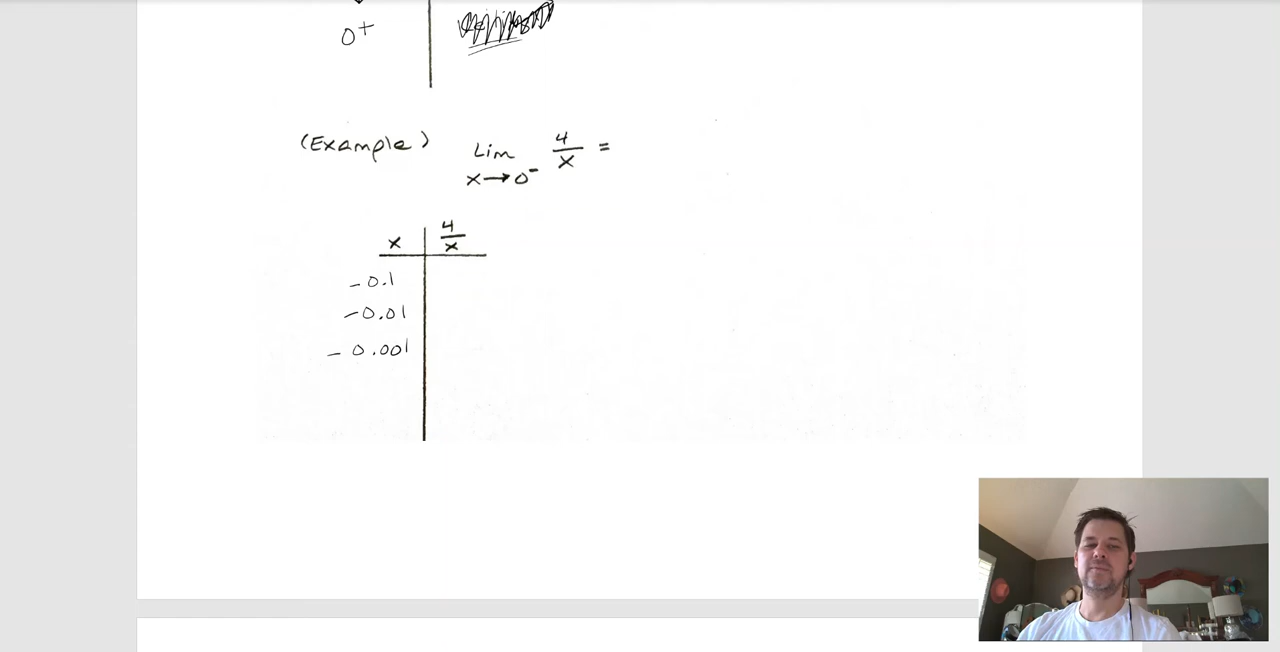 0+
(Example) Lim 4/x =
x→0⁻
x | 4/x
-0.1
-0.01
-0.001